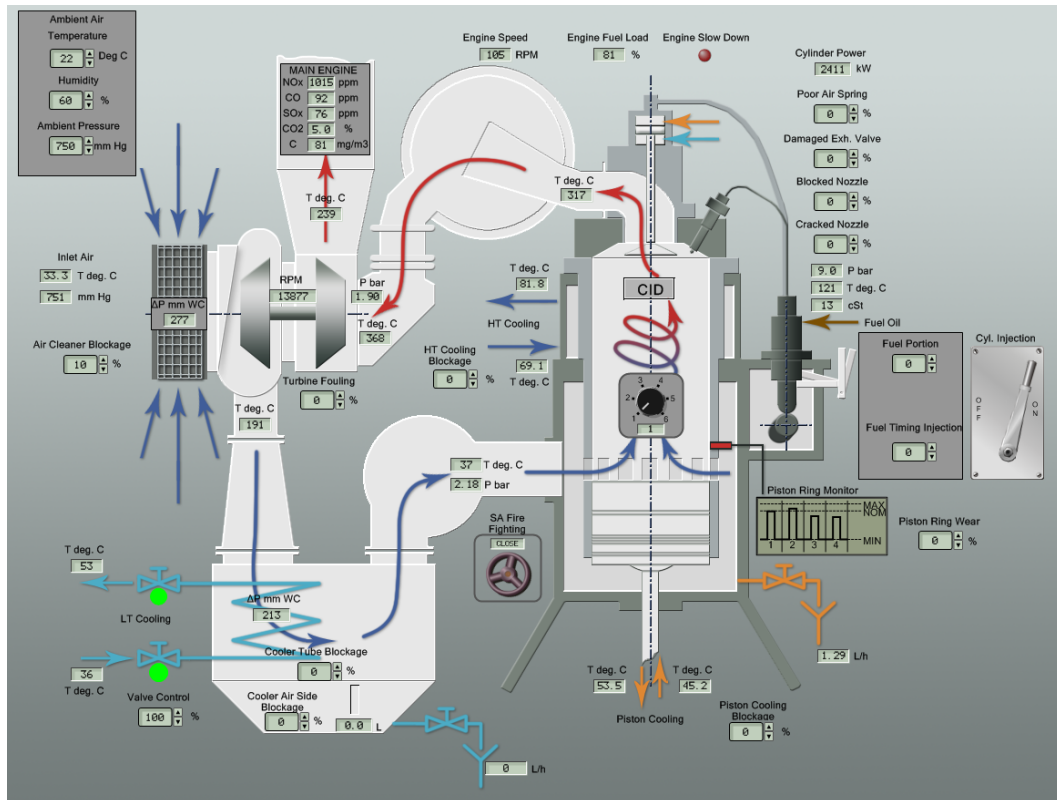 Ambient Air
Temperature
22 Deg C
Humidity
60 %
Ambient Pressure
750 mm Hg
MAIN ENGINE
NOx 1015 ppm
CO 92 ppm
SOx 76 ppm
CO2 5.0 %
C 81 mg/m3
T deg. C
239
Engine Speed
105 RPM
Engine Fuel Load
81 %
Engine Slow Down
Cylinder Power
2411 kW
Poor Air Spring
0 %
Damaged Exh. Valve
0 %
Blocked Nozzle
0 %
Cracked Nozzle
0 %
9.0 P bar
121 T deg. C
13 cSt
Fuel Oil
T deg. C
317
Inlet Air
33.3 T deg. C
751 mm Hg
ΔP mm WC
277
Air Cleaner Blockage
10 %
RPM
13877
P bar
1.90
T deg. C
368
Turbine Fouling
0 %
T deg. C
81.8
HT Cooling
69.1
T deg. C
HT Cooling
Blockage
0 %
CID
1 2 3 4 5 6
1
Fuel Portion
0
Fuel Timing Injection
0
Cyl. Injection
OFF
ON
T deg. C
191
37 T deg. C
2.18 P bar
SA Fire
Fighting
CLOSE
Piston Ring Monitor
MAX
NOM
MIN
1 2 3 4
Piston Ring Wear
0 %
T deg. C
53
LT Cooling
36
T deg. C
Valve Control
100 %
ΔP mm WC
213
Cooler Tube Blockage
0 %
Cooler Air Side
Blockage
0 %
0.0 L
0 L/h
T deg. C
53.5
T deg. C
45.2
Piston Cooling
Piston Cooling
Blockage
0 %
1.29 L/h